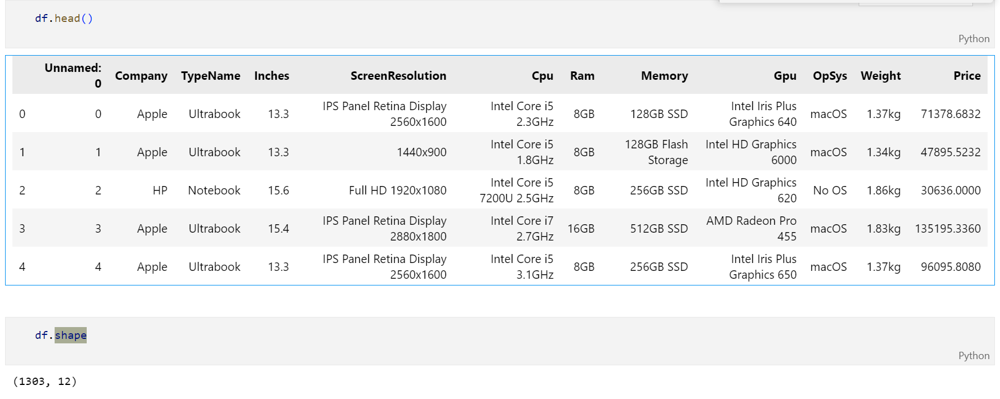 df.head()
Python
Unnamed: 0 Company TypeName Inches ScreenResolution Cpu Ram Memory Gpu OpSys Weight Price
0 0 Apple Ultrabook 13.3 IPS Panel Retina Display 2560x1600 Intel Core i5 2.3GHz 8GB 128GB SSD Intel Iris Plus Graphics 640 macOS 1.37kg 71378.6832
1 1 Apple Ultrabook 13.3 1440x900 Intel Core i5 1.8GHz 8GB 128GB Flash Storage Intel HD Graphics 6000 macOS 1.34kg 47895.5232
2 2 HP Notebook 15.6 Full HD 1920x1080 Intel Core i5 7200U 2.5GHz 8GB 256GB SSD Intel HD Graphics 620 No OS 1.86kg 30636.0000
3 3 Apple Ultrabook 15.4 IPS Panel Retina Display 2880x1800 Intel Core i7 2.7GHz 16GB 512GB SSD AMD Radeon Pro 455 macOS 1.83kg 135195.3360
4 4 Apple Ultrabook 13.3 IPS Panel Retina Display 2560x1600 Intel Core i5 3.1GHz 8GB 256GB SSD Intel Iris Plus Graphics 650 macOS 1.37kg 96095.8080
df.shape
Python
(1303, 12)